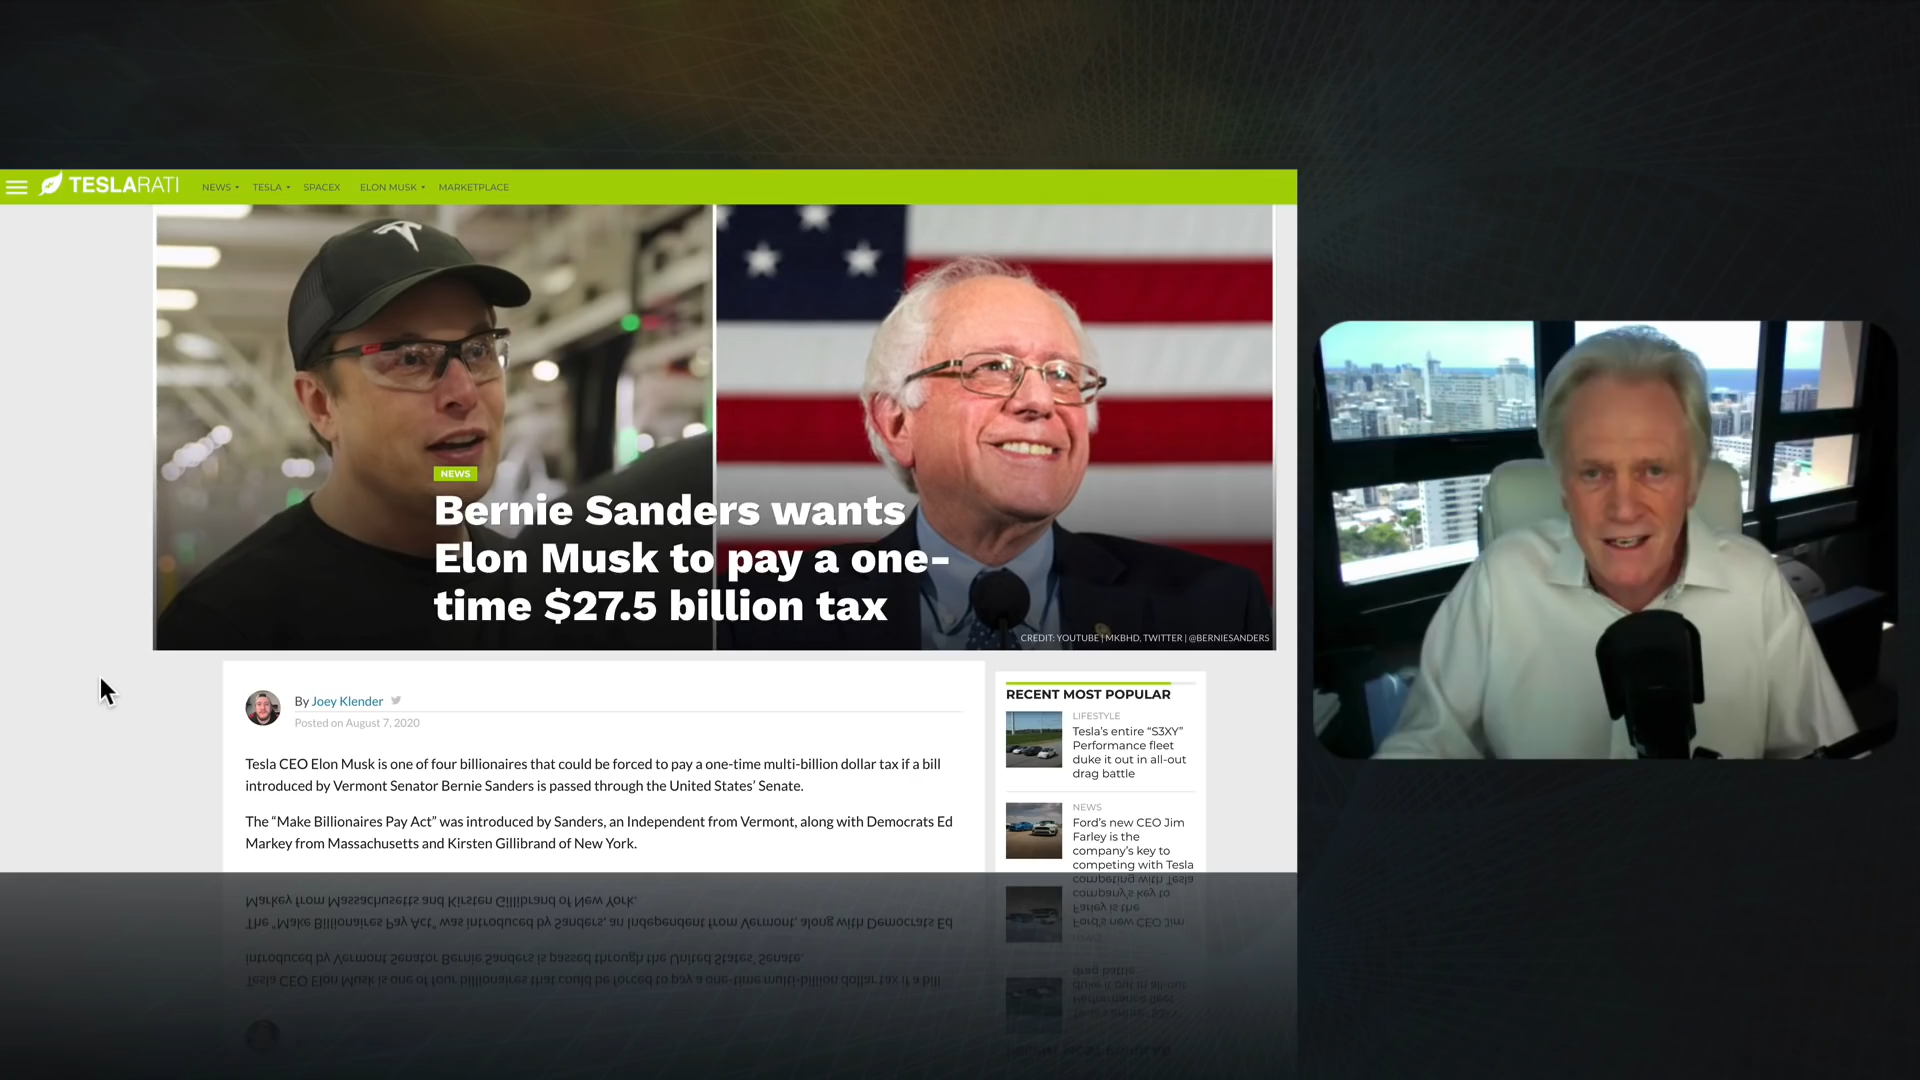 TESLARATI
NEWS TESLA SPACEX ELON MUSK MARKETPLACE
NEWS
Bernie Sanders wants
Elon Musk to pay a one-
time $27.5 billion tax
CREDIT: YOUTUBE | MKBHD, TWITTER | @BERNIESANDERS
By Joey Klender
Posted on August 7, 2020
Tesla CEO Elon Musk is one of four billionaires that could be forced to pay a one-time multi-billion dollar tax if a bill
introduced by Vermont Senator Bernie Sanders is passed through the United States’ Senate.
The “Make Billionaires Pay Act” was introduced by Sanders, an Independent from Vermont, along with Democrats Ed
Markey from Massachusetts and Kirsten Gillibrand of New York.
RECENT MOST POPULAR
LIFESTYLE
Tesla’s entire “S3XY”
Performance fleet
duke it out in all-out
drag battle
NEWS
Ford’s new CEO Jim
Farley is the
company’s key to
competing with Tesla